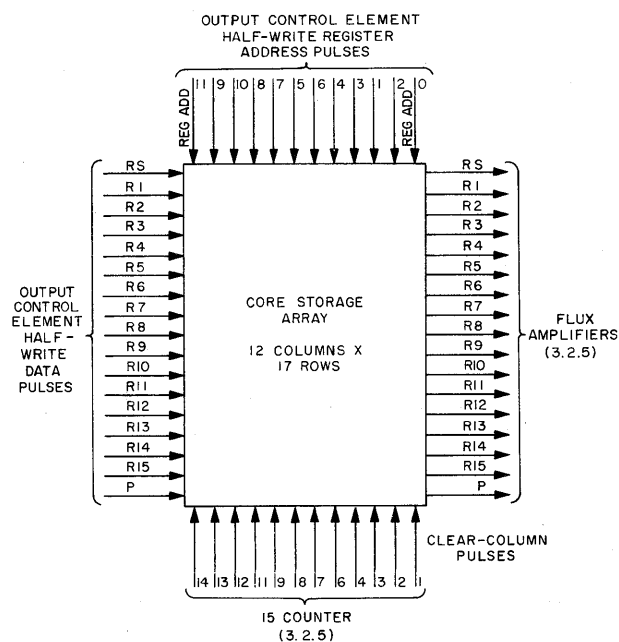 OUTPUT CONTROL ELEMENT
HALF-WRITE REGISTER
ADDRESS PULSES
REG ADD 11 9 10 8 7 5 6 4 3 1 2 REG ADD 0
RS RS
R1 R1
R2 R2
R3 R3
R4 R4
R5 R5
R6 R6
R7 R7
R8 R8
R9 R9
R10 R10
R11 R11
R12 R12
R13 R13
R14 R14
R15 R15
P P
OUTPUT
CONTROL
ELEMENT
HALF-
WRITE
DATA
PULSES
CORE STORAGE
ARRAY
12 COLUMNS X
17 ROWS
FLUX
AMPLIFIERS
(3.2.5)
CLEAR-COLUMN
PULSES
14 13 12 11 9 8 7 6 4 3 2 1
15 COUNTER
(3.2.5)